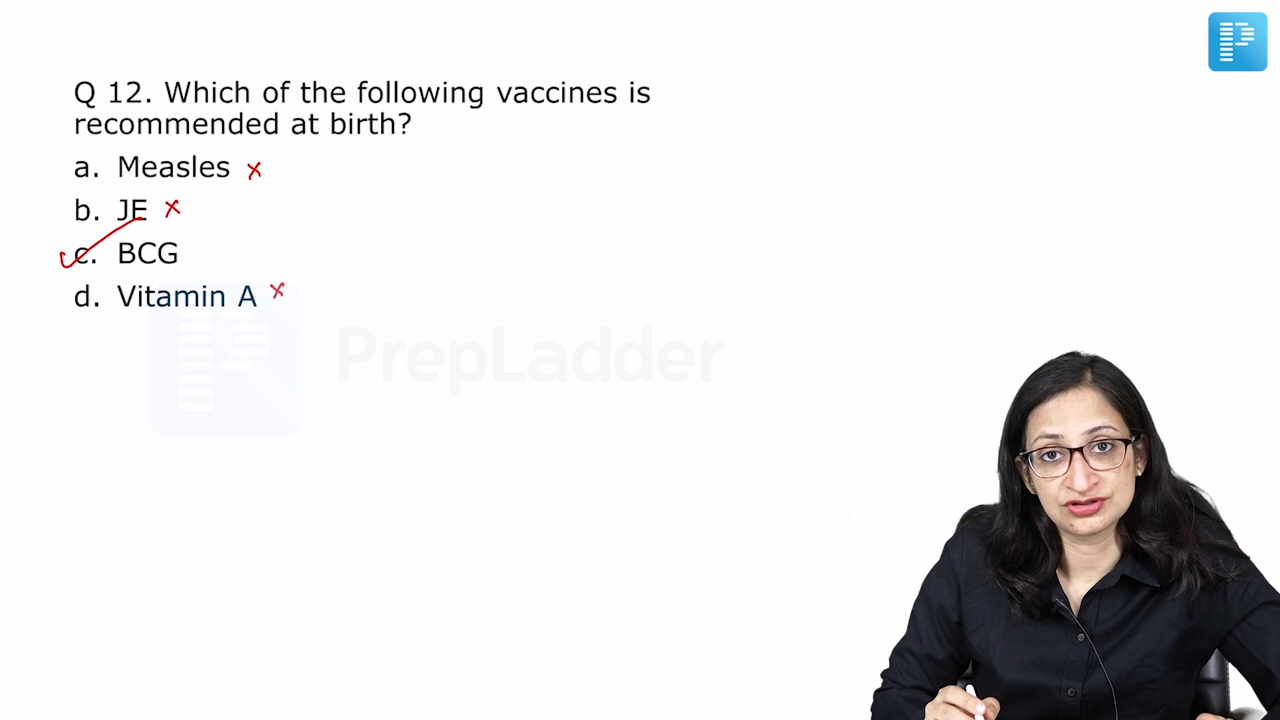 Q 12. Which of the following vaccines is
recommended at birth?
a. Measles x
b. JE x
c. BCG
d. Vitamin A x
PrepLadder